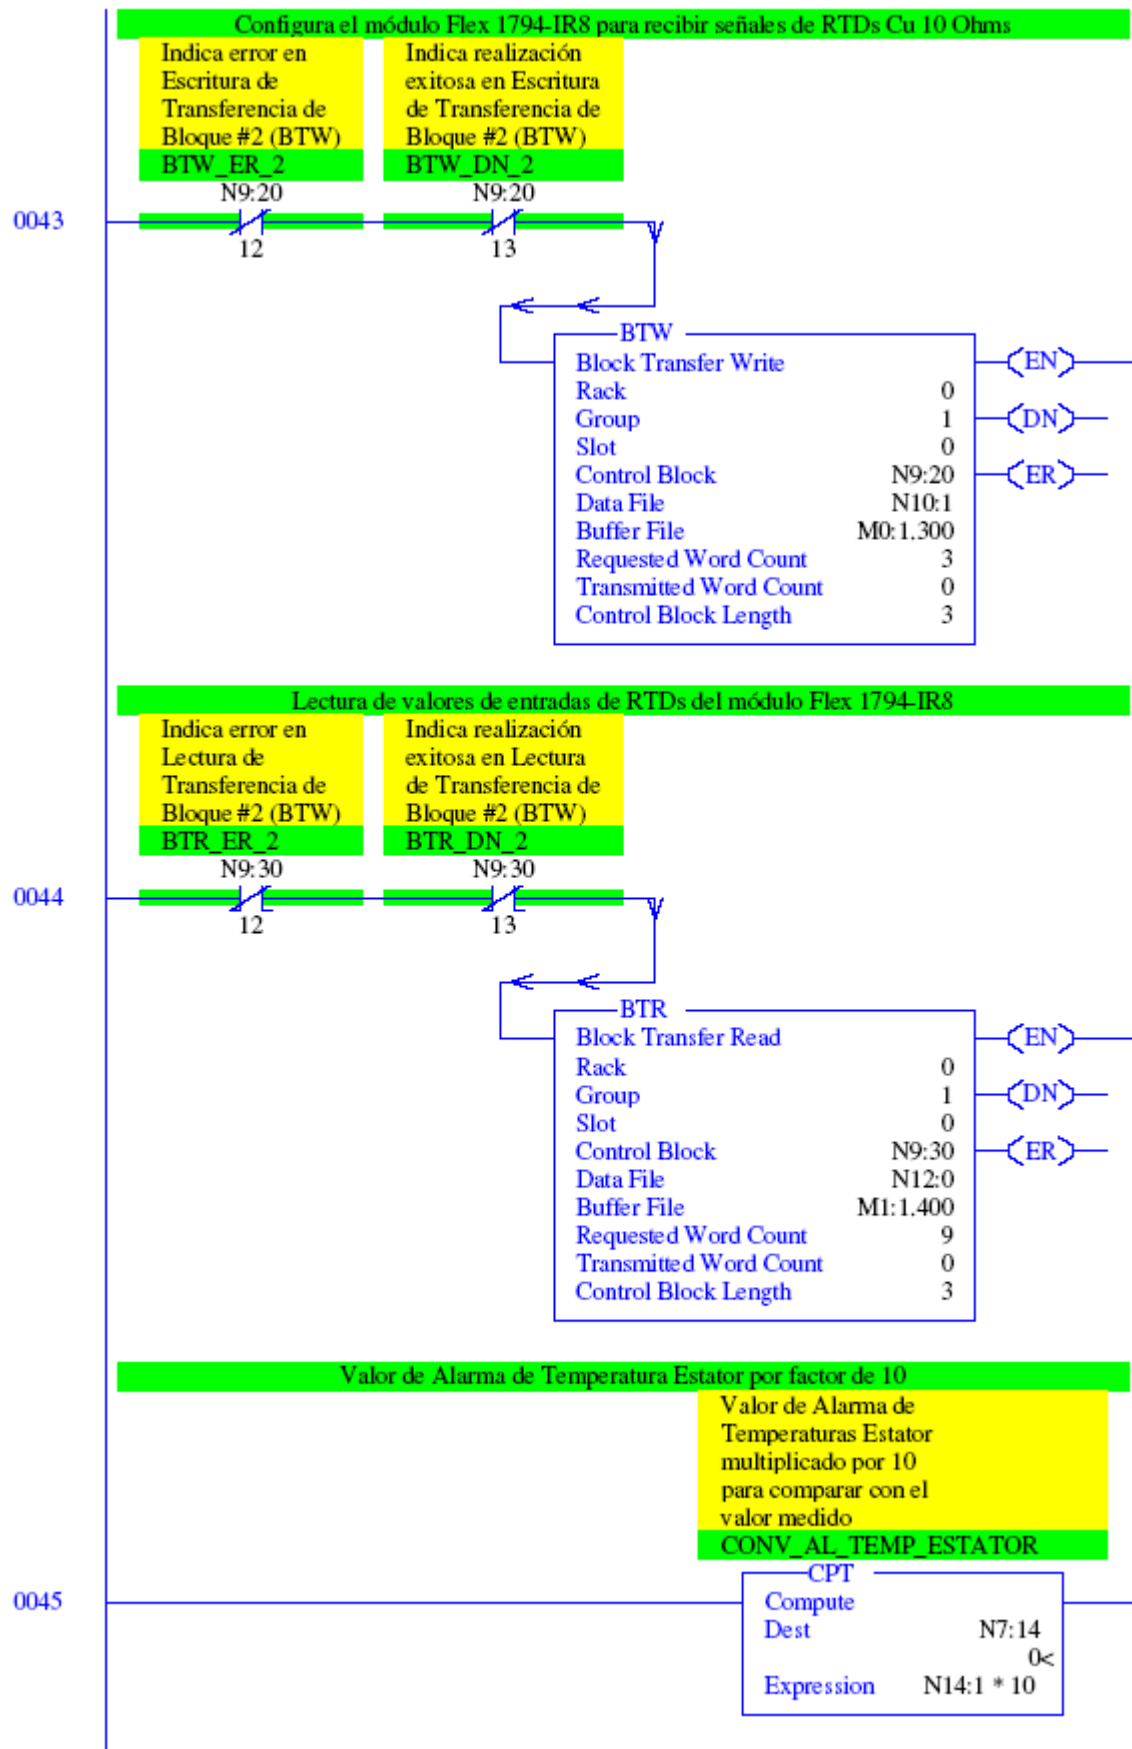 Configura el módulo Flex 1794-IR8 para recibir señales de RTDs Cu 10 Ohms
Indica error en
Escritura de
Transferencia de
Bloque #2 (BTW)
BTW_ER_2
N9:20
12
Indica realización
exitosa en Escritura
de Transferencia de
Bloque #2 (BTW)
BTW_DN_2
N9:20
13
0043
BTW
Block Transfer Write
Rack 0
Group 1
Slot 0
Control Block N9:20
Data File N10:1
Buffer File M0:1.300
Requested Word Count 3
Transmitted Word Count 0
Control Block Length 3
EN
DN
ER
Lectura de valores de entradas de RTDs del módulo Flex 1794-IR8
Indica error en
Lectura de
Transferencia de
Bloque #2 (BTW)
BTR_ER_2
N9:30
12
Indica realización
exitosa en Lectura
de Transferencia de
Bloque #2 (BTW)
BTR_DN_2
N9:30
13
0044
BTR
Block Transfer Read
Rack 0
Group 1
Slot 0
Control Block N9:30
Data File N12:0
Buffer File M1:1.400
Requested Word Count 9
Transmitted Word Count 0
Control Block Length 3
EN
DN
ER
Valor de Alarma de Temperatura Estator por factor de 10
Valor de Alarma de
Temperaturas Estator
multiplicado por 10
para comparar con el
valor medido
CONV_AL_TEMP_ESTATOR
0045
CPT
Compute
Dest N7:14
0<
Expression N14:1 * 10